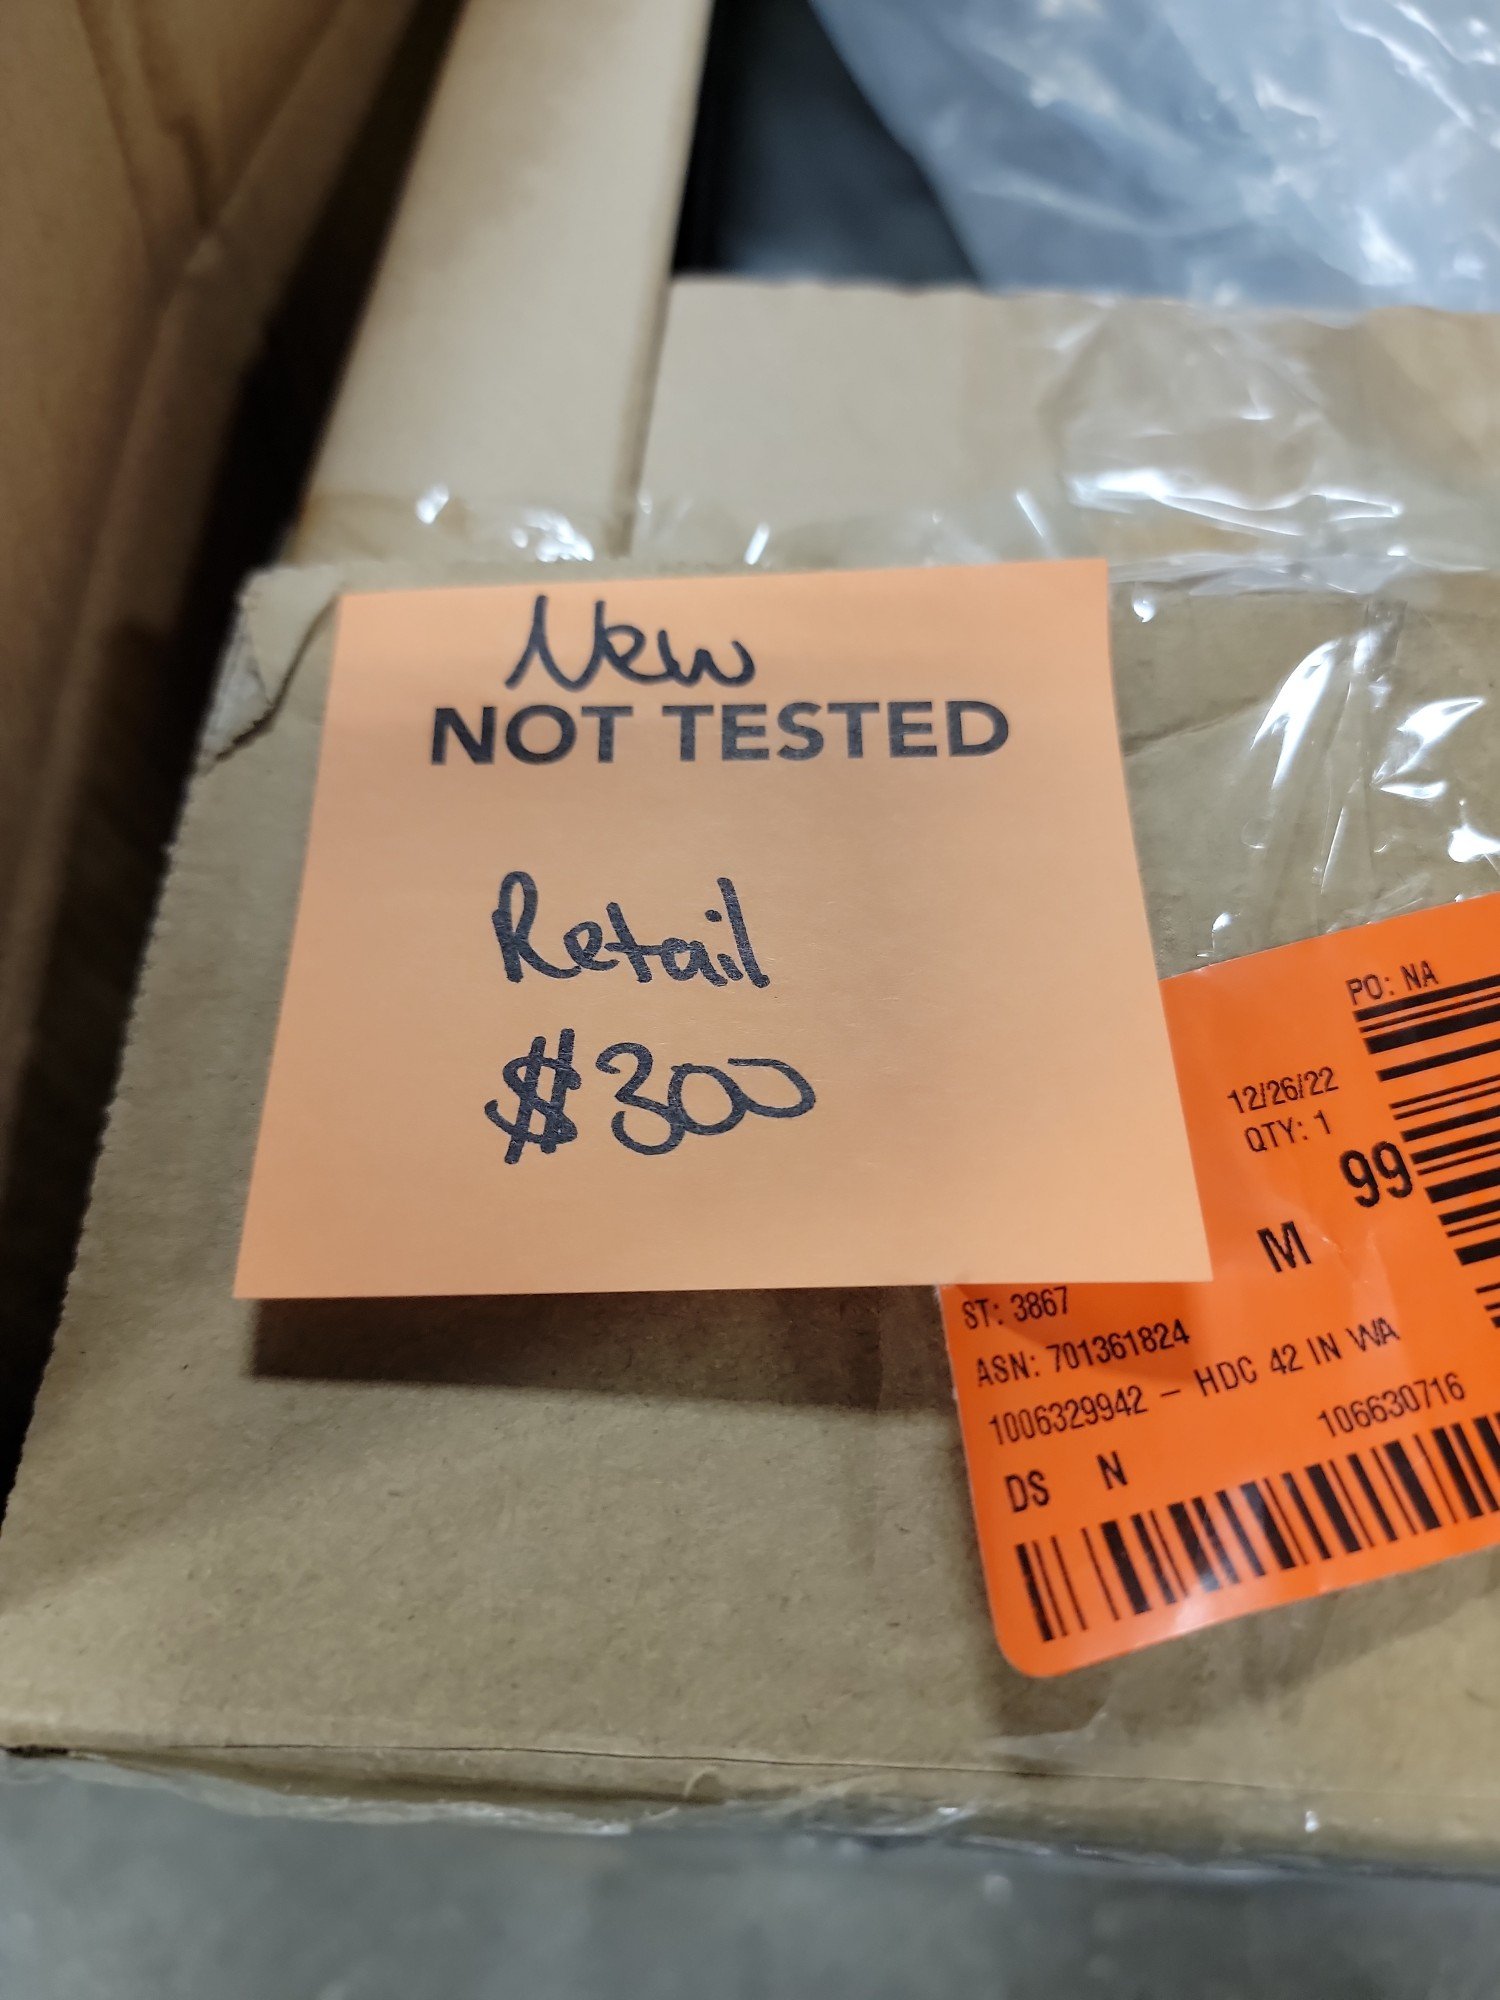 New
NOT TESTED
Retail
$300
PO: NA
12/26/22
QTY: 1
99
M
ST: 3867
ASN: 701361824
1006329942 - HDC 42 IN WA
106630716
DS N